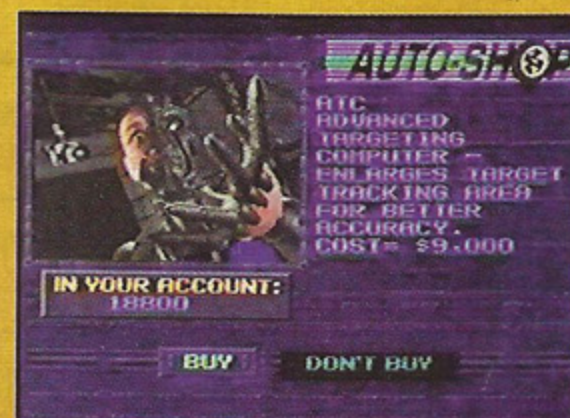 AUTO-SHOP
ATC
ADVANCED
TARGETING
COMPUTER –
ENLARGES TARGET
TRACKING AREA
FOR BETTER
ACCURACY.
COST= $9,000
IN YOUR ACCOUNT:
18800
BUY
DON'T BUY